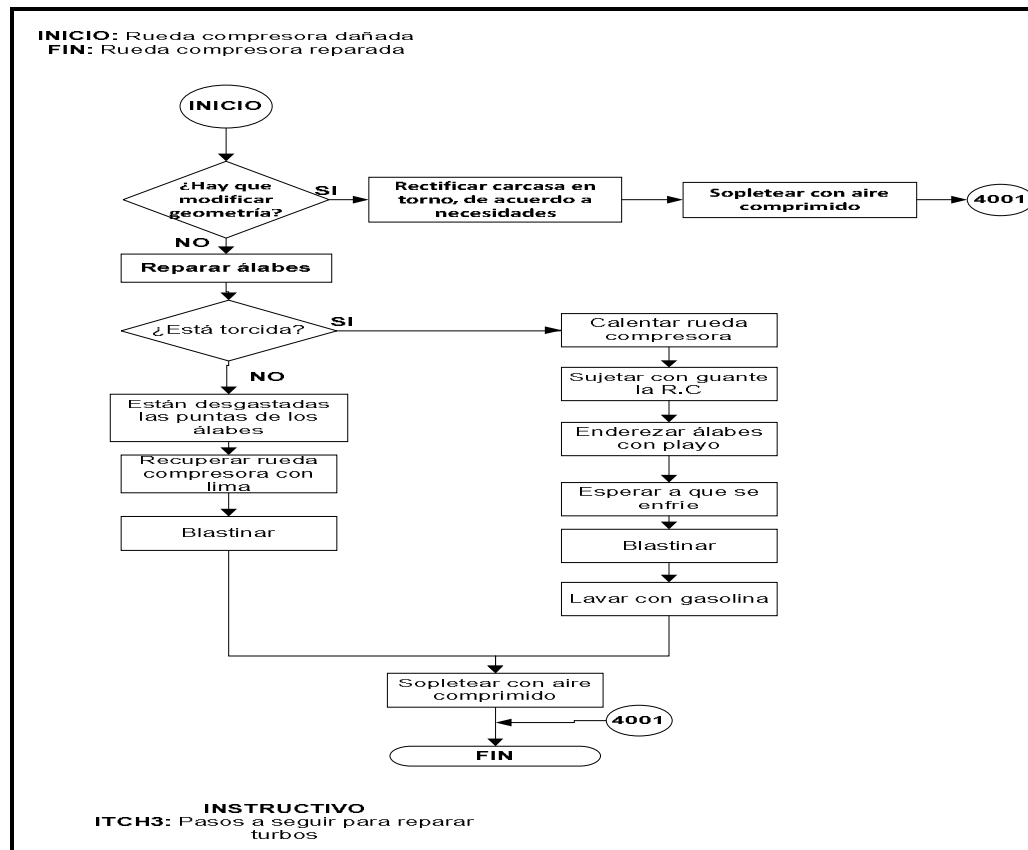 INICIO: Rueda compresora dañada
FIN: Rueda compresora reparada
INICIO
¿Hay que
modificar
geometría?
SI
Rectificar carcasa en
torno, de acuerdo a
necesidades
Sopletear con aire
comprimido
4001
NO
Reparar álabes
¿Está torcida?
SI
NO
Están desgastadas
las puntas de los
álabes
Recuperar rueda
compresora con
lima
Blastinar
Calentar rueda
compresora
Sujetar con guante
la R.C
Enderezar álabes
con playo
Esperar a que se
enfríe
Blastinar
Lavar con gasolina
Sopletear con aire
comprimido
4001
FIN
INSTRUCTIVO
ITCH3: Pasos a seguir para reparar
turbos